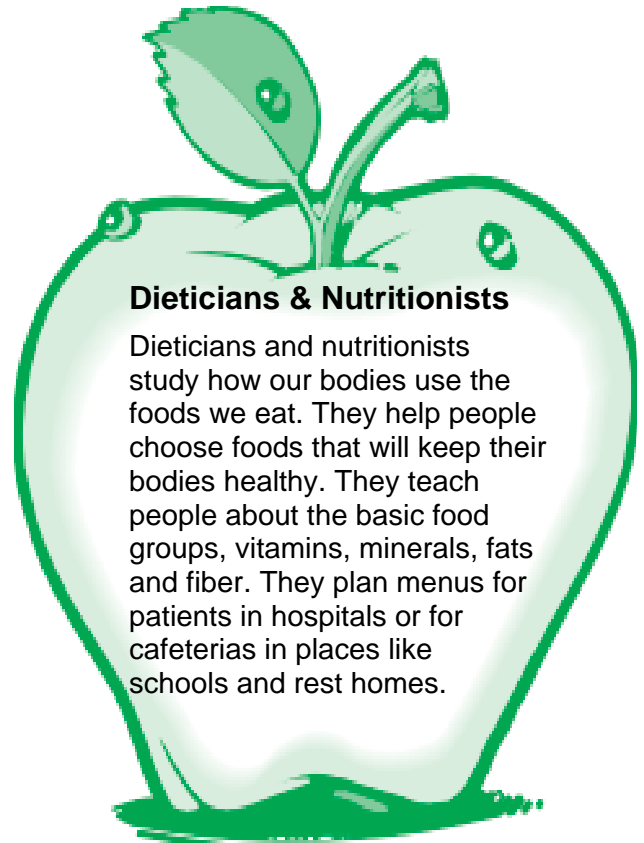 Dieticians & Nutritionists
Dieticians and nutritionists
study how our bodies use the
foods we eat. They help people
choose foods that will keep their
bodies healthy. They teach
people about the basic food
groups, vitamins, minerals, fats
and fiber. They plan menus for
patients in hospitals or for
cafeterias in places like
schools and rest homes.